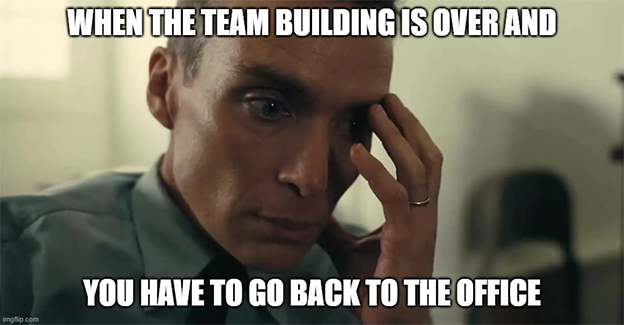 WHEN THE TEAM BUILDING IS OVER AND
YOU HAVE TO GO BACK TO THE OFFICE
imgflip.com